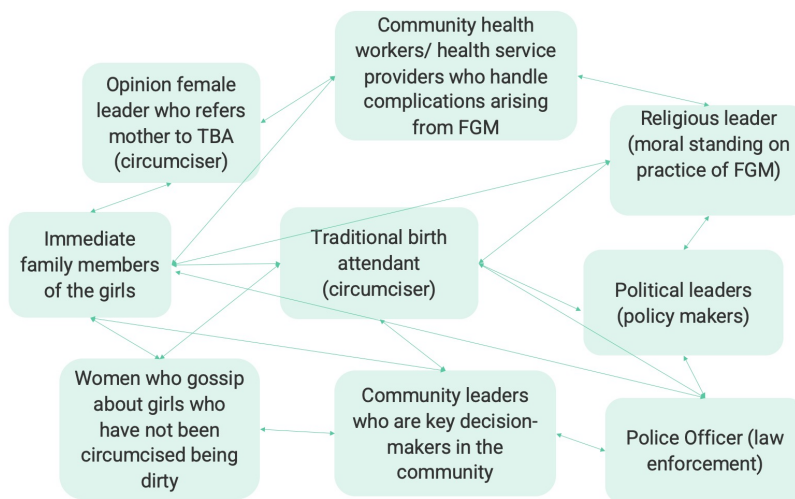 Community health
workers/ health service
providers who handle
complications arising
from FGM
Opinion female
leader who refers
mother to TBA
(circumciser)
Religious leader
(moral standing on
practice of FGM)
Immediate
family members
of the girls
Traditional birth
attendant
(circumciser)
Political leaders
(policy makers)
Women who gossip
about girls who
have not been
circumcised being
dirty
Community leaders
who are key decision-
makers in the
community
Police Officer (law
enforcement)